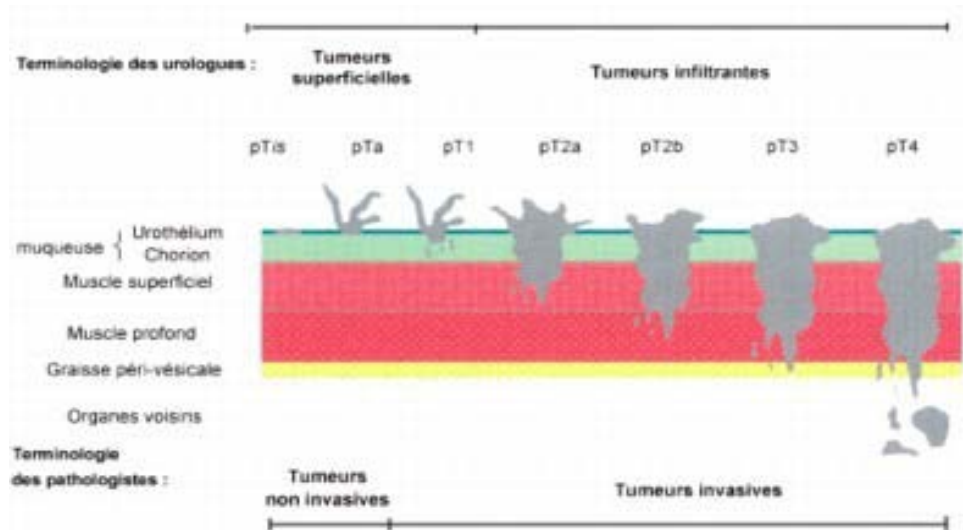 Terminologie des urologues :
Tumeurs
superficielles
Tumeurs infiltrantes
pTis pTa pT1 pT2a pT2b pT3 pT4
muqueuse { Urothélium
Chorion
Muscle superficiel
Muscle profond
Graisse péri-vésicale
Organes voisins
Terminologie
des pathologistes :
Tumeurs
non invasives
Tumeurs invasives